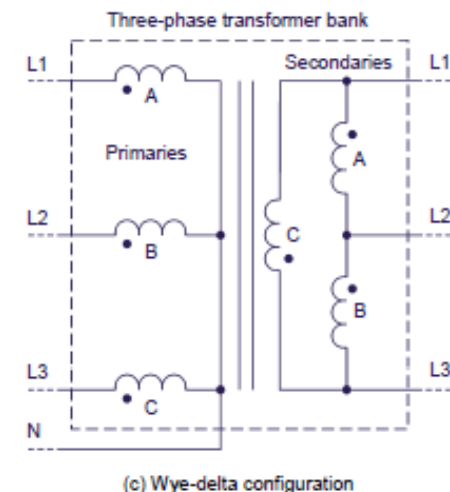 Three-phase transformer bank
Secondaries
L1
L1
A
A
Primaries
L2
L2
C
B
B
L3
L3
C
N
(c) Wye-delta configuration